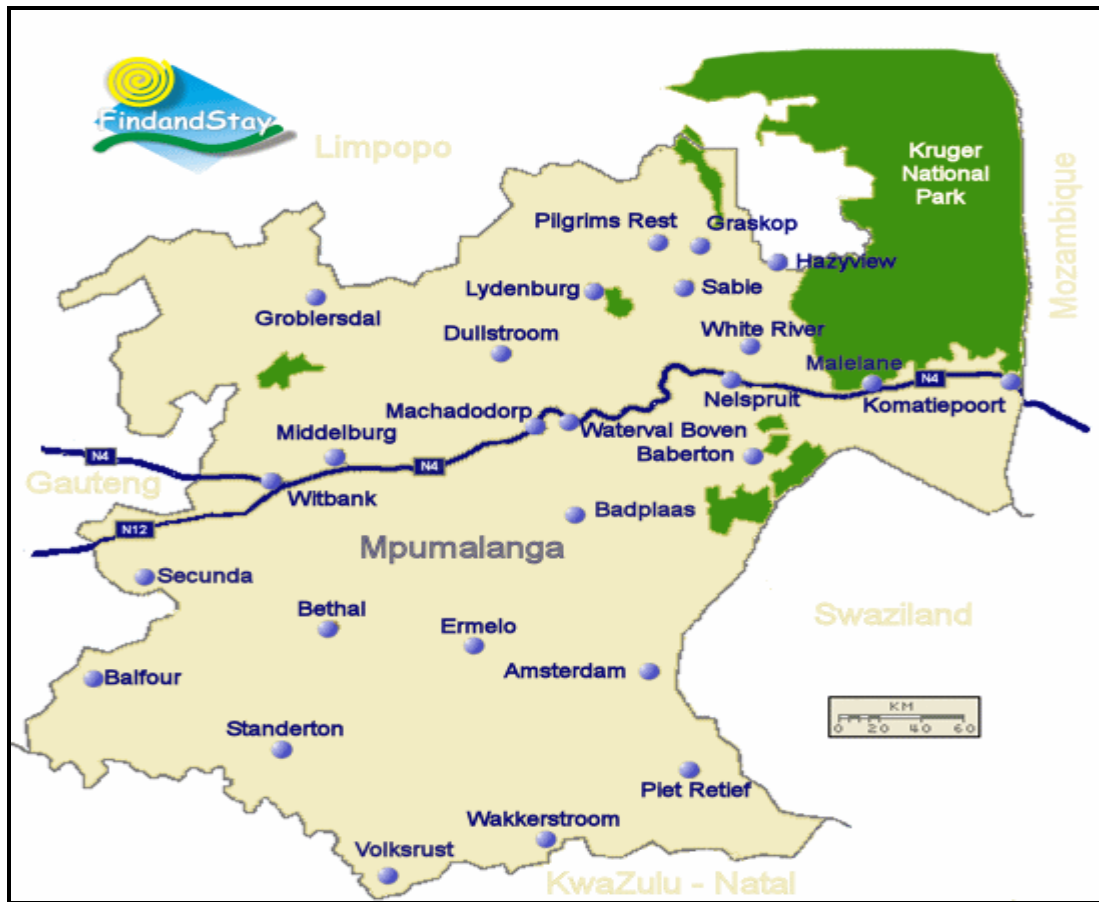 FindandStay
Limpopo
Kruger
National
Park
Mozambique
Pilgrims Rest
Graskop
Hazyview
Lydenburg
Sabie
Groblersdal
Dullstroom
White River
Malelane
N4
Nelspruit
Komatiepoort
Machadodorp
Waterval Boven
Middelburg
Baberton
N4
N4
Gauteng
Witbank
Badplaas
N12
Mpumalanga
Secunda
Swaziland
Bethal
Ermelo
Amsterdam
Balfour
KM
0 20 40 60
Standerton
Piet Retief
Wakkerstroom
Volksrust
KwaZulu - Natal